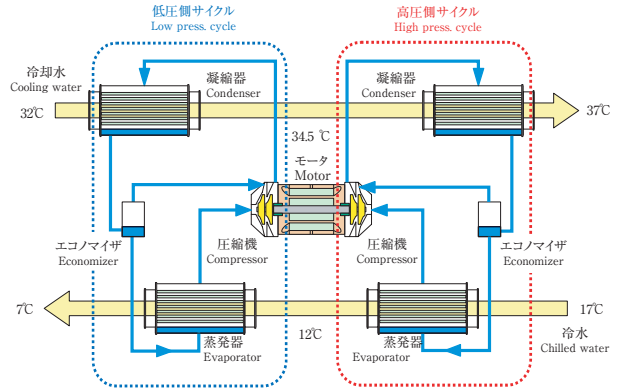 低圧側サイクル
Low press. cycle
高圧側サイクル
High press. cycle
冷却水
Cooling water
凝縮器
Condenser
凝縮器
Condenser
32℃
37℃
34.5 ℃
モータ
Motor
エコノマイザ
Economizer
圧縮機
Compressor
圧縮機
Compressor
エコノマイザ
Economizer
7℃
12℃
17℃
蒸発器
Evaporator
蒸発器
Evaporator
冷水
Chilled water